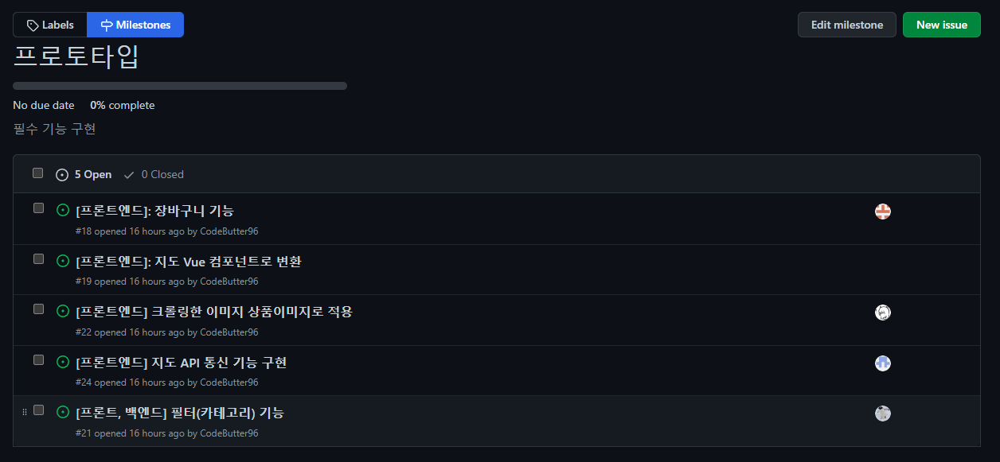 Labels Milestones Edit milestone New issue
프로토타입
No due date 0% complete
필수 기능 구현
5 Open 0 Closed
[프론트엔드]: 장바구니 기능
#18 opened 16 hours ago by CodeButter96
[프론트엔드]: 지도 Vue 컴포넌트로 변환
#19 opened 16 hours ago by CodeButter96
[프론트엔드] 크롤링한 이미지 상품이미지로 적용
#22 opened 16 hours ago by CodeButter96
[프론트엔드] 지도 API 통신 기능 구현
#24 opened 16 hours ago by CodeButter96
[프론트, 백엔드] 필터(카테고리) 기능
#21 opened 16 hours ago by CodeButter96